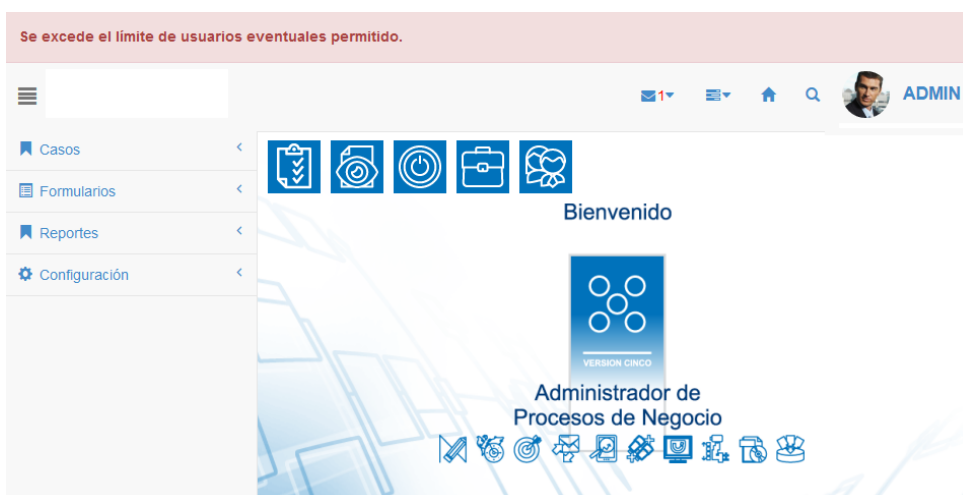 Se excede el límite de usuarios eventuales permitido.
1
ADMIN
Casos
Formularios
Reportes
Configuración
Bienvenido
VERSION CINCO
Administrador de
Procesos de Negocio